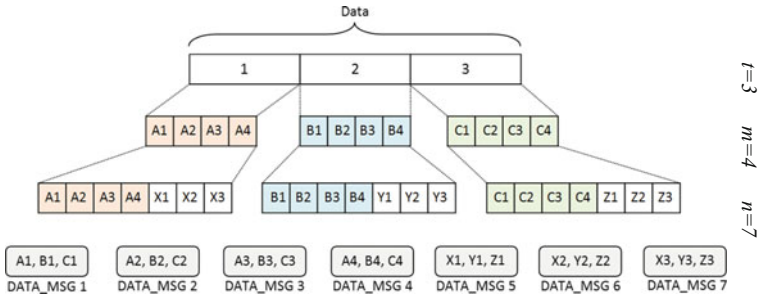 Data
1 2 3
A1 A2 A3 A4 B1 B2 B3 B4 C1 C2 C3 C4
A1 A2 A3 A4 X1 X2 X3 B1 B2 B3 B4 Y1 Y2 Y3 C1 C2 C3 C4 Z1 Z2 Z3
A1, B1, C1 A2, B2, C2 A3, B3, C3 A4, B4, C4 X1, Y1, Z1 X2, Y2, Z2 X3, Y3, Z3
DATA_MSG 1 DATA_MSG 2 DATA_MSG 3 DATA_MSG 4 DATA_MSG 5 DATA_MSG 6 DATA_MSG 7
t=3 m=4 n=7